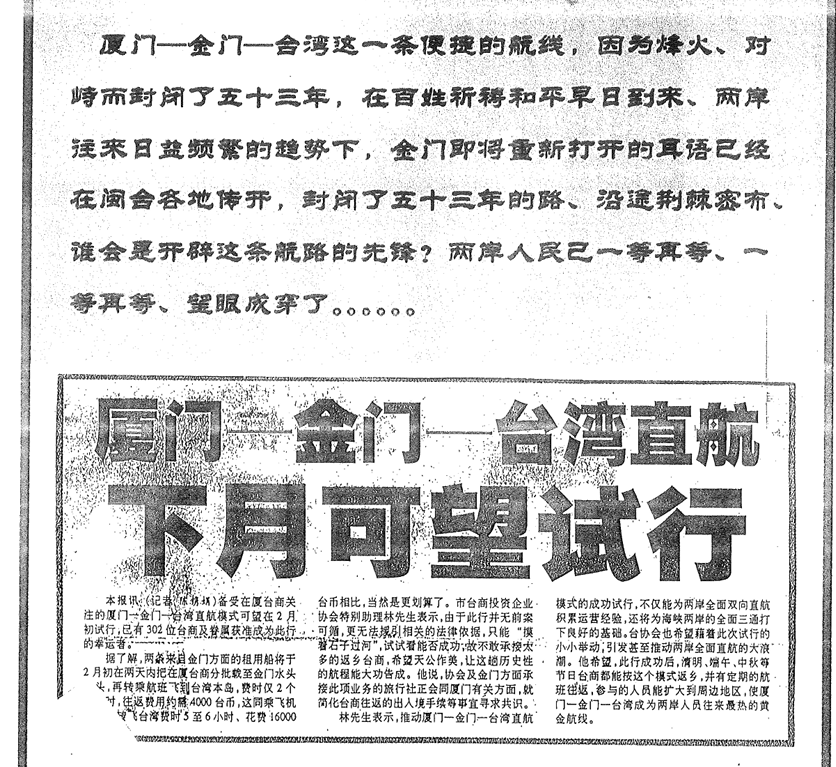 厦门—金门—台湾这一条便捷的航线，因为烽火、对
峙而封闭了五十三年，在百姓祈祷和平早日到来、两岸
往来日益频繁的趋势下，金门即将重新打开的耳语已经
在闽台各地传开，封闭了五十三年的路、沿途荆棘密布、
谁会是开辟这条航路的先锋？两岸人民已一等再等、一
等再等、望眼成穿了。。。。。。
厦门—金门—台湾直航
下月可望试行
本报讯（记者 ）备受在厦台商关
注的厦门—金门—台湾直航模式可望在2月
初试行，已有302位台商及眷属获准成为此行
的幸运者。
据了解，两条来自金门方面的租用船将于
2月初在两天内把在厦台商分批载至金门水头
头，再转乘航班飞到台湾本岛，费时仅2个
时，往返费用约需4000台币，这同乘飞机
飞台湾费时5至6小时、花费16000
台币相比，当然是更划算了。市台商投资企业
协会特别助理林先生表示，由于此行并无前案
可循，更无法规引相关的法律依据，只能“摸
着石子过河”，试试看能否成功，故不敢承接太
多的返乡台商，希望天公作美，让这趟历史性
的航程能大功告成。他说，协会及金门方面承
接此项业务的旅行社正会同厦门有关方面，就
简化台商往返的出入境手续等事宜寻求共识。
林先生表示，推动厦门—金门—台湾直航
模式的成功试行，不仅能为两岸全面双向直航
积累运营经验，还将为海峡两岸的全面三通打
下良好的基础。台协会也希望藉着此次试行的
小小举动，引发甚至推动两岸全面直航的大浪
潮。他希望，此行成功后，清明、端午、中秋等
节日台商都能按这个模式返乡，并有定期的航
班往返，参与的人员能扩大到周边地区，使厦
门—金门—台湾成为两岸人员往来最热的黄
金航线。